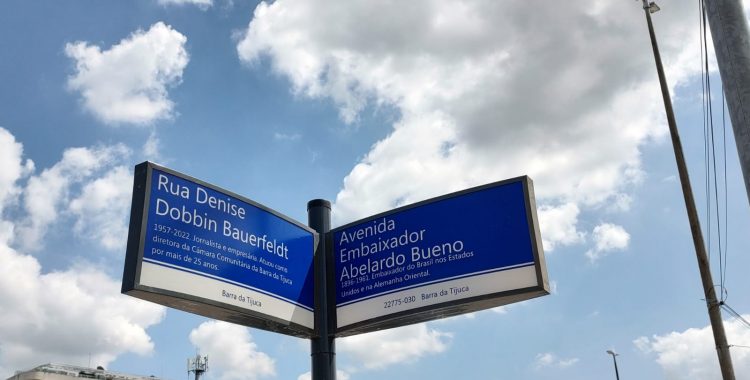 Rua Denise
Dobbin Bauerfeldt
1957-2022. Jornalista e empresária. Atuou como
diretora da Câmara Comunitária da Barra da Tijuca
por mais de 25 anos.
Barra da Tijuca
Avenida
Embaixador
Abelardo Bueno
1896-1961. Embaixador do Brasil nos Estados
Unidos e na Alemanha Oriental.
22775-030 Barra da Tijuca